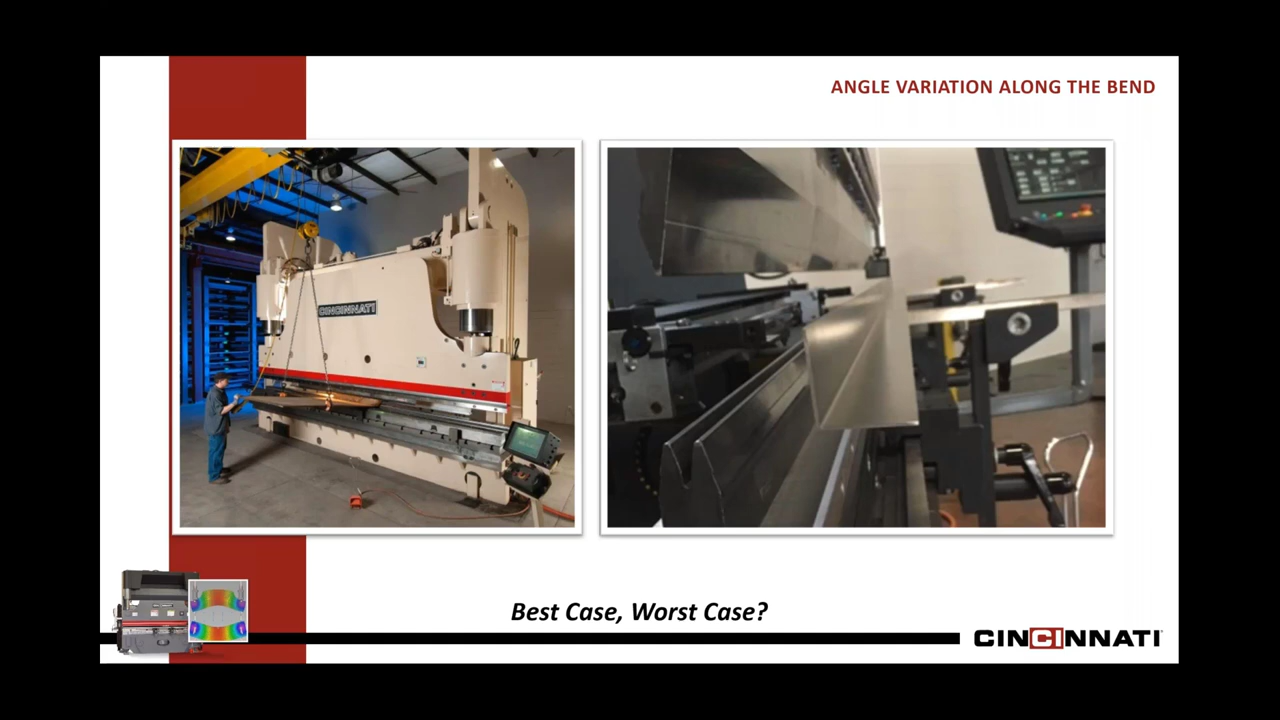 ANGLE VARIATION ALONG THE BEND
CINCINNATI
Best Case, Worst Case?
CINCINNATI